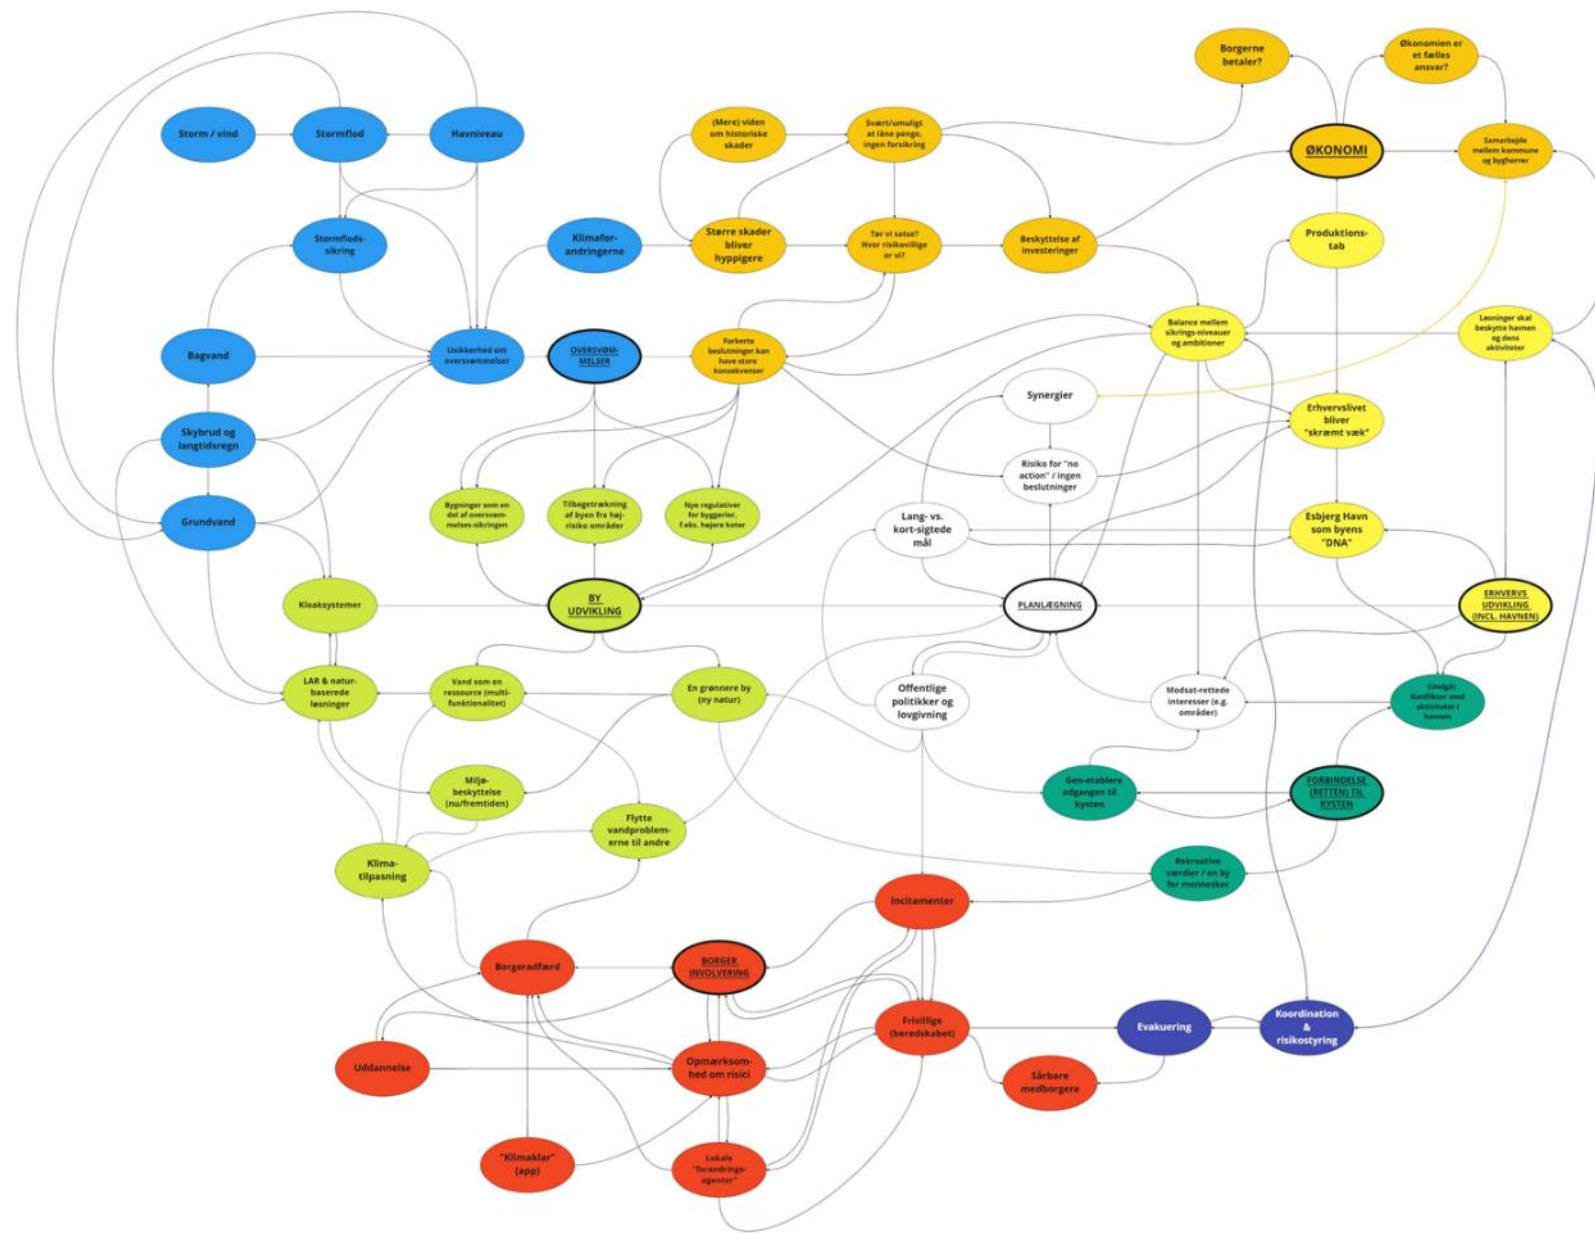 Borgerne
betaler?
Økonomien er
et fælles
ansvar?
Storm / vind
Stormflod
Havniveau
(Mere) viden
om historiske
skader
Svært/umuligt
at låne penge,
ingen forsikring
ØKONOMI
Samarbejde
mellem kommune
og bygherrer
Stormflods-
sikring
Klimafor-
andringerne
Større skader
bliver
hyppigere
Tør vi satse?
Hvor risikovillige
er vi?
Beskyttelse af
investeringer
Produktions-
tab
Bagvand
Usikkerhed om
oversvømmelser
OVERSVØM-
MELSER
Forkerte
beslutninger kan
have store
konsekvenser
Balance mellem
sikrings-niveauer
og ambitioner
Løsninger skal
beskytte havnen
og dens
aktiviteter
Synergier
Skybrud og
langtidsregn
Erhvervslivet
bliver
"skræmt væk"
Risiko for "no
action" / ingen
beslutninger
Grundvand
Bygninger som en
del af oversvøm-
melses-sikringen
Tilbagetrækning
af byen fra høj-
risiko områder
Nye regulativer
for byggerier,
f.eks. højere koter
Lang- vs.
kort-sigtede
mål
Esbjerg Havn
som byens
"DNA"
Kloaksystemer
BY
UDVIKLING
PLANLÆGNING
ERHVERVS
UDVIKLING
(INCL. HAVNEN)
LAR & natur-
baserede
løsninger
Vand som en
ressource (multi-
funktionalitet)
En grønnere by
(ny natur)
Offentlige
politikker og
lovgivning
Modsat-rettede
interesser (e.g.
områder)
(Undgå)
Konflikter med
aktiviteter i
havnen
Miljø-
beskyttelse
(nu/fremtiden)
Gen-etablere
adgangen til
kysten
FORBINDELSE
(RETTEN) TIL
KYSTEN
Flytte
vandproblem-
erne til andre
Klima-
tilpasning
Rekreative
værdier / en by
for mennesker
Incitamenter
Borgeradfærd
BORGER
INVOLVERING
Frivillige
(beredskabet)
Evakuering
Koordination
&
risikostyring
Uddannelse
Opmærksom-
hed om risici
Sårbare
medborgere
"Klimaklar"
(app)
Lokale
"forandrings-
agenter"